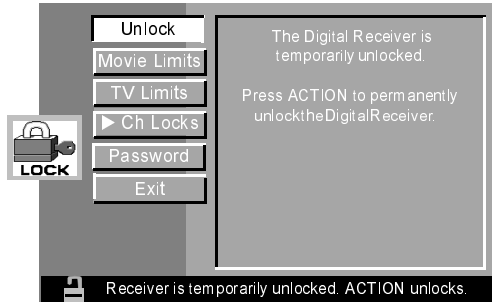 Unlock
Movie Limits
TV Limits
▶ Ch Locks
Password
Exit
LOCK
The Digital Receiver is
temporarily unlocked.
Press ACTION to permanently
unlocktheDigitalReceiver.
Receiver is temporarily unlocked. ACTION unlocks.